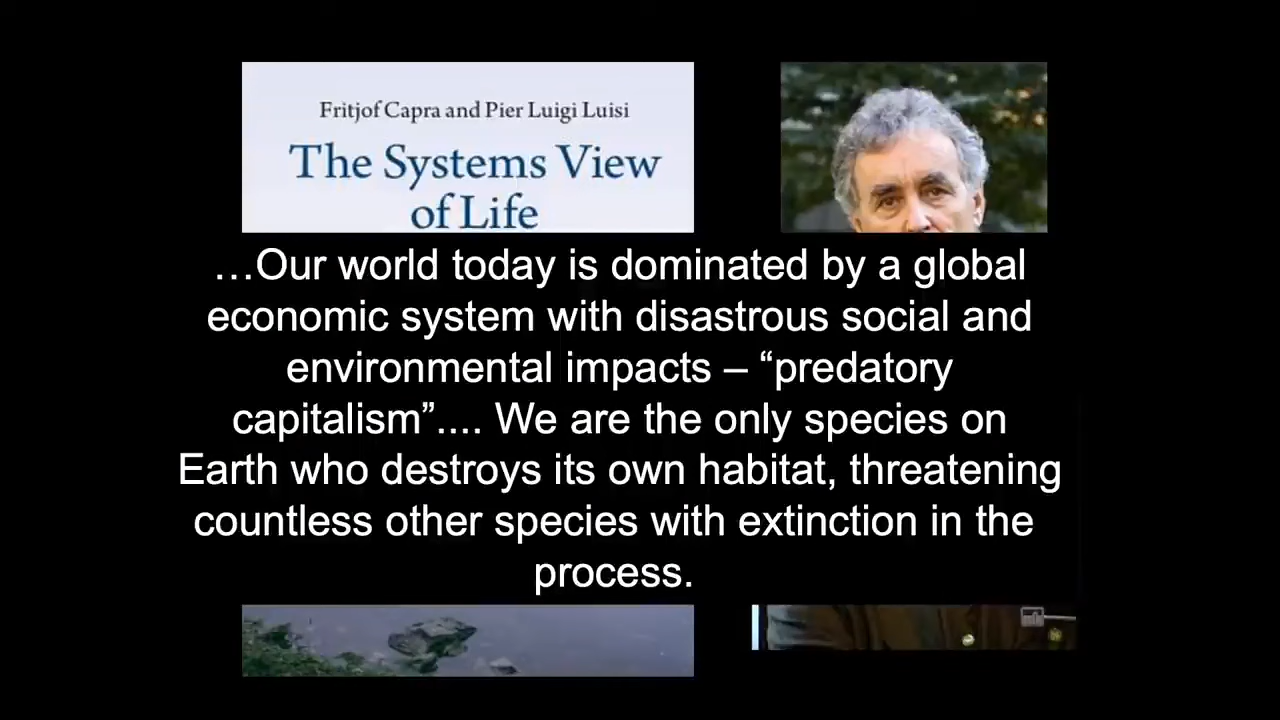 Fritjof Capra and Pier Luigi Luisi
The Systems View
of Life
…Our world today is dominated by a global
economic system with disastrous social and
environmental impacts – “predatory
capitalism”.... We are the only species on
Earth who destroys its own habitat, threatening
countless other species with extinction in the
process.